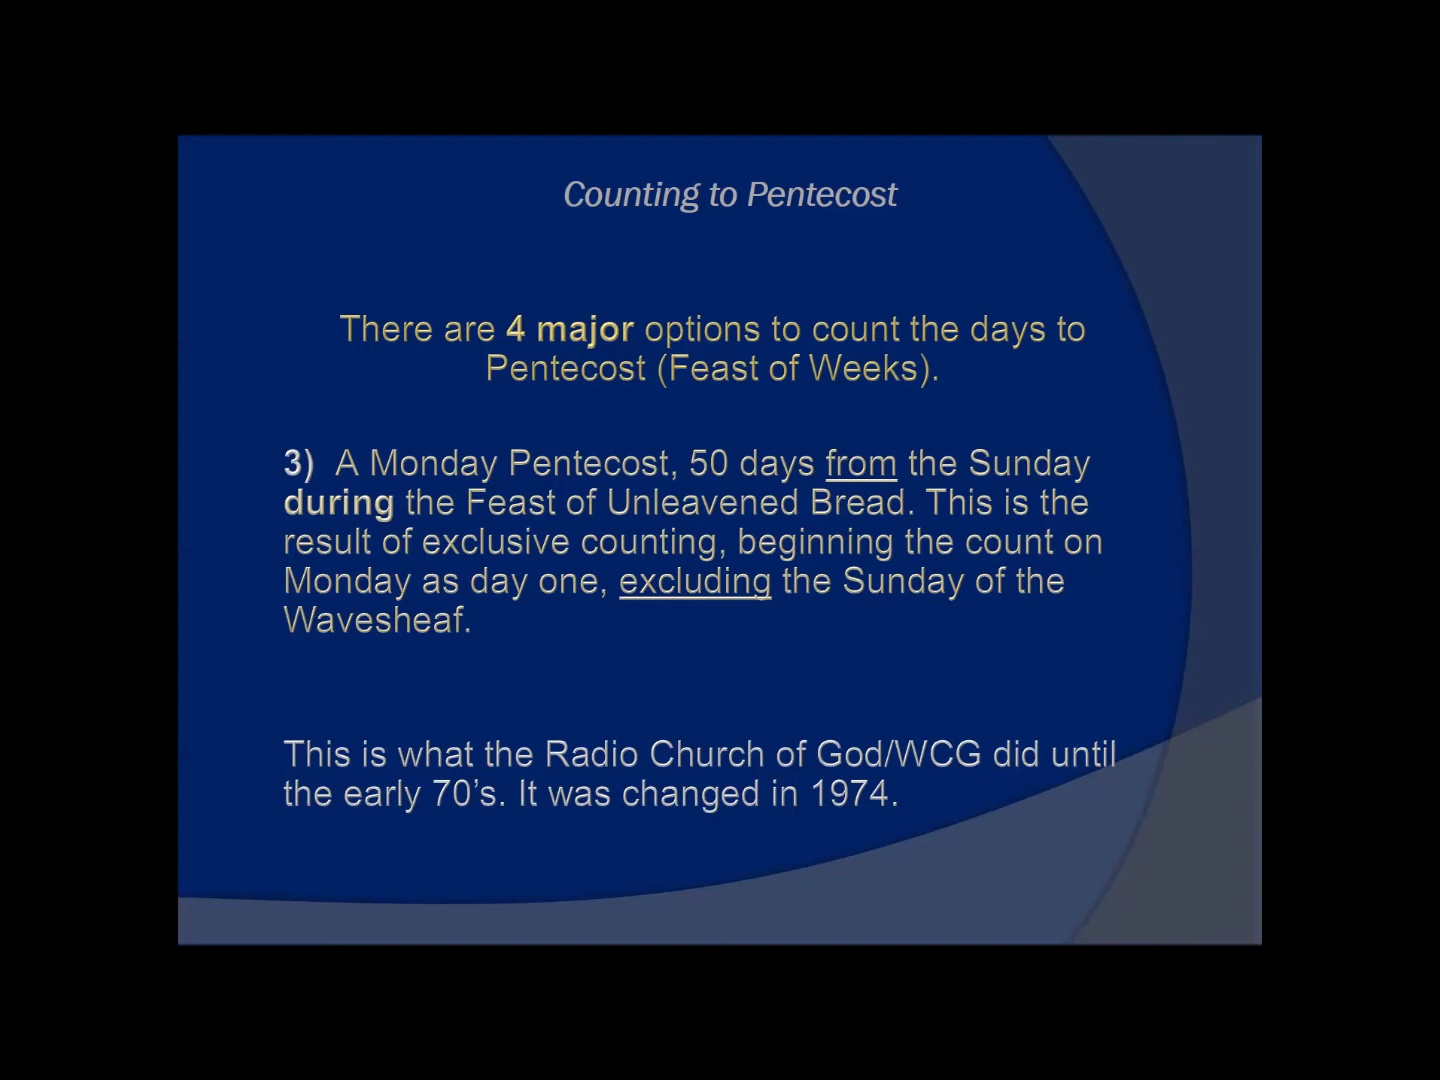 Counting to Pentecost
There are 4 major options to count the days to
Pentecost (Feast of Weeks).
3) A Monday Pentecost, 50 days from the Sunday
during the Feast of Unleavened Bread. This is the
result of exclusive counting, beginning the count on
Monday as day one, excluding the Sunday of the
Wavesheaf.
This is what the Radio Church of God/WCG did until
the early 70’s. It was changed in 1974.